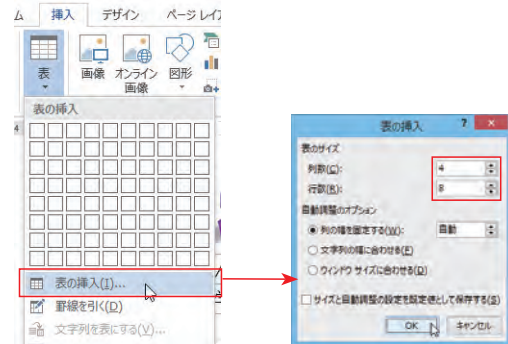 ム 挿入 デザイン ページ レイ
表 画像 オンライン 画像 図形
表の挿入
4
表の挿入(I)...
罫線を引く(D)
文字列を表にする(V)...
表の挿入 ? ×
表のサイズ
列数(C): 4
行数(R): 8
自動調整のオプション
列の幅を固定する(W): 自動
文字列の幅に合わせる(F)
ウィンドウ サイズに合わせる(D)
サイズと自動調整の設定を既定値として保存する(S)
OK キャンセル